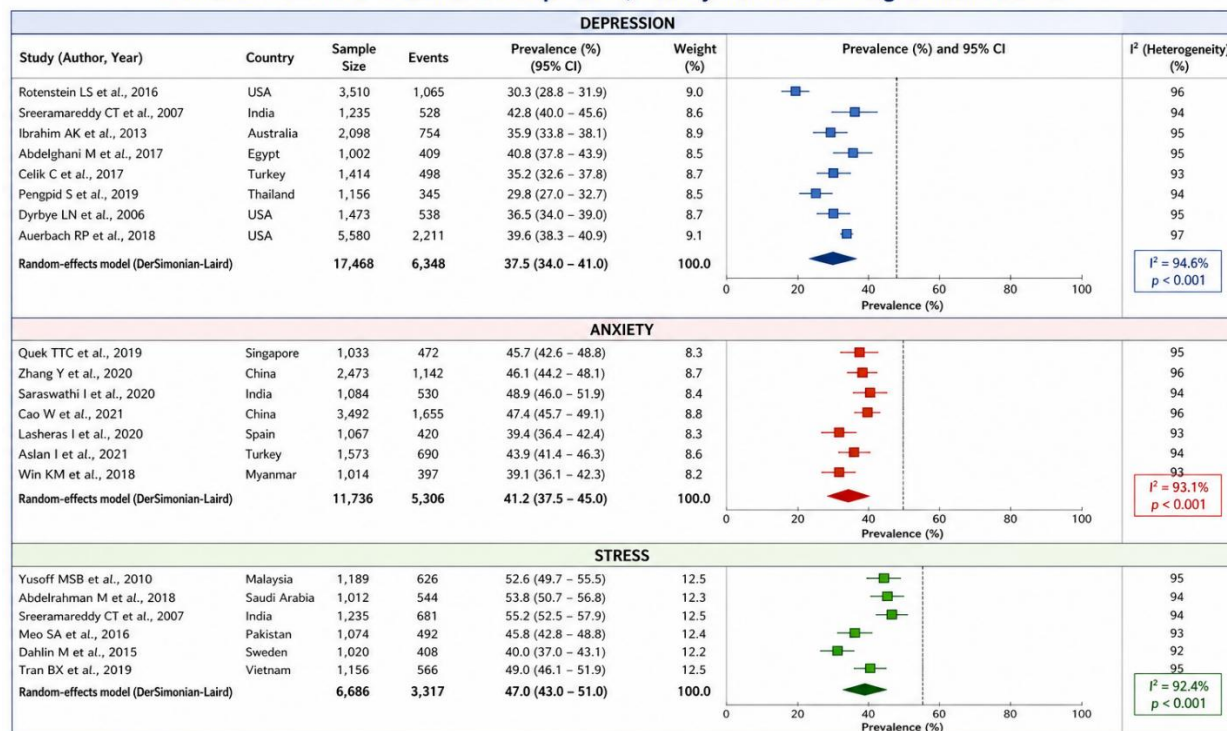 DEPRESSION
Study (Author, Year) Country Sample Size Events Prevalence (%) (95% CI) Weight (%) Prevalence (%) and 95% CI I² (Heterogeneity) (%)
Rotenstein LS et al., 2016 USA 3,510 1,065 30.3 (28.8 – 31.9) 9.0 96
Sreeramareddy CT et al., 2007 India 1,235 528 42.8 (40.0 – 45.6) 8.6 94
Ibrahim AK et al., 2013 Australia 2,098 754 35.9 (33.8 – 38.1) 8.9 95
Abdelghani M et al., 2017 Egypt 1,002 409 40.8 (37.8 – 43.9) 8.5 95
Celik C et al., 2017 Turkey 1,414 498 35.2 (32.6 – 37.8) 8.7 93
Pengpid S et al., 2019 Thailand 1,156 345 29.8 (27.0 – 32.7) 8.5 94
Dyrbye LN et al., 2006 USA 1,473 538 36.5 (34.0 – 39.0) 8.7 95
Auerbach RP et al., 2018 USA 5,580 2,211 39.6 (38.3 – 40.9) 9.1 97
Random-effects model (DerSimonian-Laird) 17,468 6,348 37.5 (34.0 – 41.0) 100.0 I² = 94.6%
p < 0.001
0 20 40 60 80 100
Prevalence (%)
ANXIETY
Quek TTC et al., 2019 Singapore 1,033 472 45.7 (42.6 – 48.8) 8.3 95
Zhang Y et al., 2020 China 2,473 1,142 46.1 (44.2 – 48.1) 8.7 96
Saraswathi I et al., 2020 India 1,084 530 48.9 (46.0 – 51.9) 8.4 94
Cao W et al., 2021 China 3,492 1,655 47.4 (45.7 – 49.1) 8.8 96
Lasheras I et al., 2020 Spain 1,067 420 39.4 (36.4 – 42.4) 8.3 93
Aslan I et al., 2021 Turkey 1,573 690 43.9 (41.4 – 46.3) 8.6 94
Win KM et al., 2018 Myanmar 1,014 397 39.1 (36.1 – 42.3) 8.2 93
Random-effects model (DerSimonian-Laird) 11,736 5,306 41.2 (37.5 – 45.0) 100.0 I² = 93.1%
p < 0.001
0 20 40 60 80 100
Prevalence (%)
STRESS
Yusoff MSB et al., 2010 Malaysia 1,189 626 52.6 (49.7 – 55.5) 12.5 95
Abdelrahman M et al., 2018 Saudi Arabia 1,012 544 53.8 (50.7 – 56.8) 12.3 94
Sreeramareddy CT et al., 2007 India 1,235 681 55.2 (52.5 – 57.9) 12.5 94
Meo SA et al., 2016 Pakistan 1,074 492 45.8 (42.8 – 48.8) 12.4 93
Dahlin M et al., 2015 Sweden 1,020 408 40.0 (37.0 – 43.1) 12.2 92
Tran BX et al., 2019 Vietnam 1,156 566 49.0 (46.1 – 51.9) 12.5 95
Random-effects model (DerSimonian-Laird) 6,686 3,317 47.0 (43.0 – 51.0) 100.0 I² = 92.4%
p < 0.001
0 20 40 60 80 100
Prevalence (%)